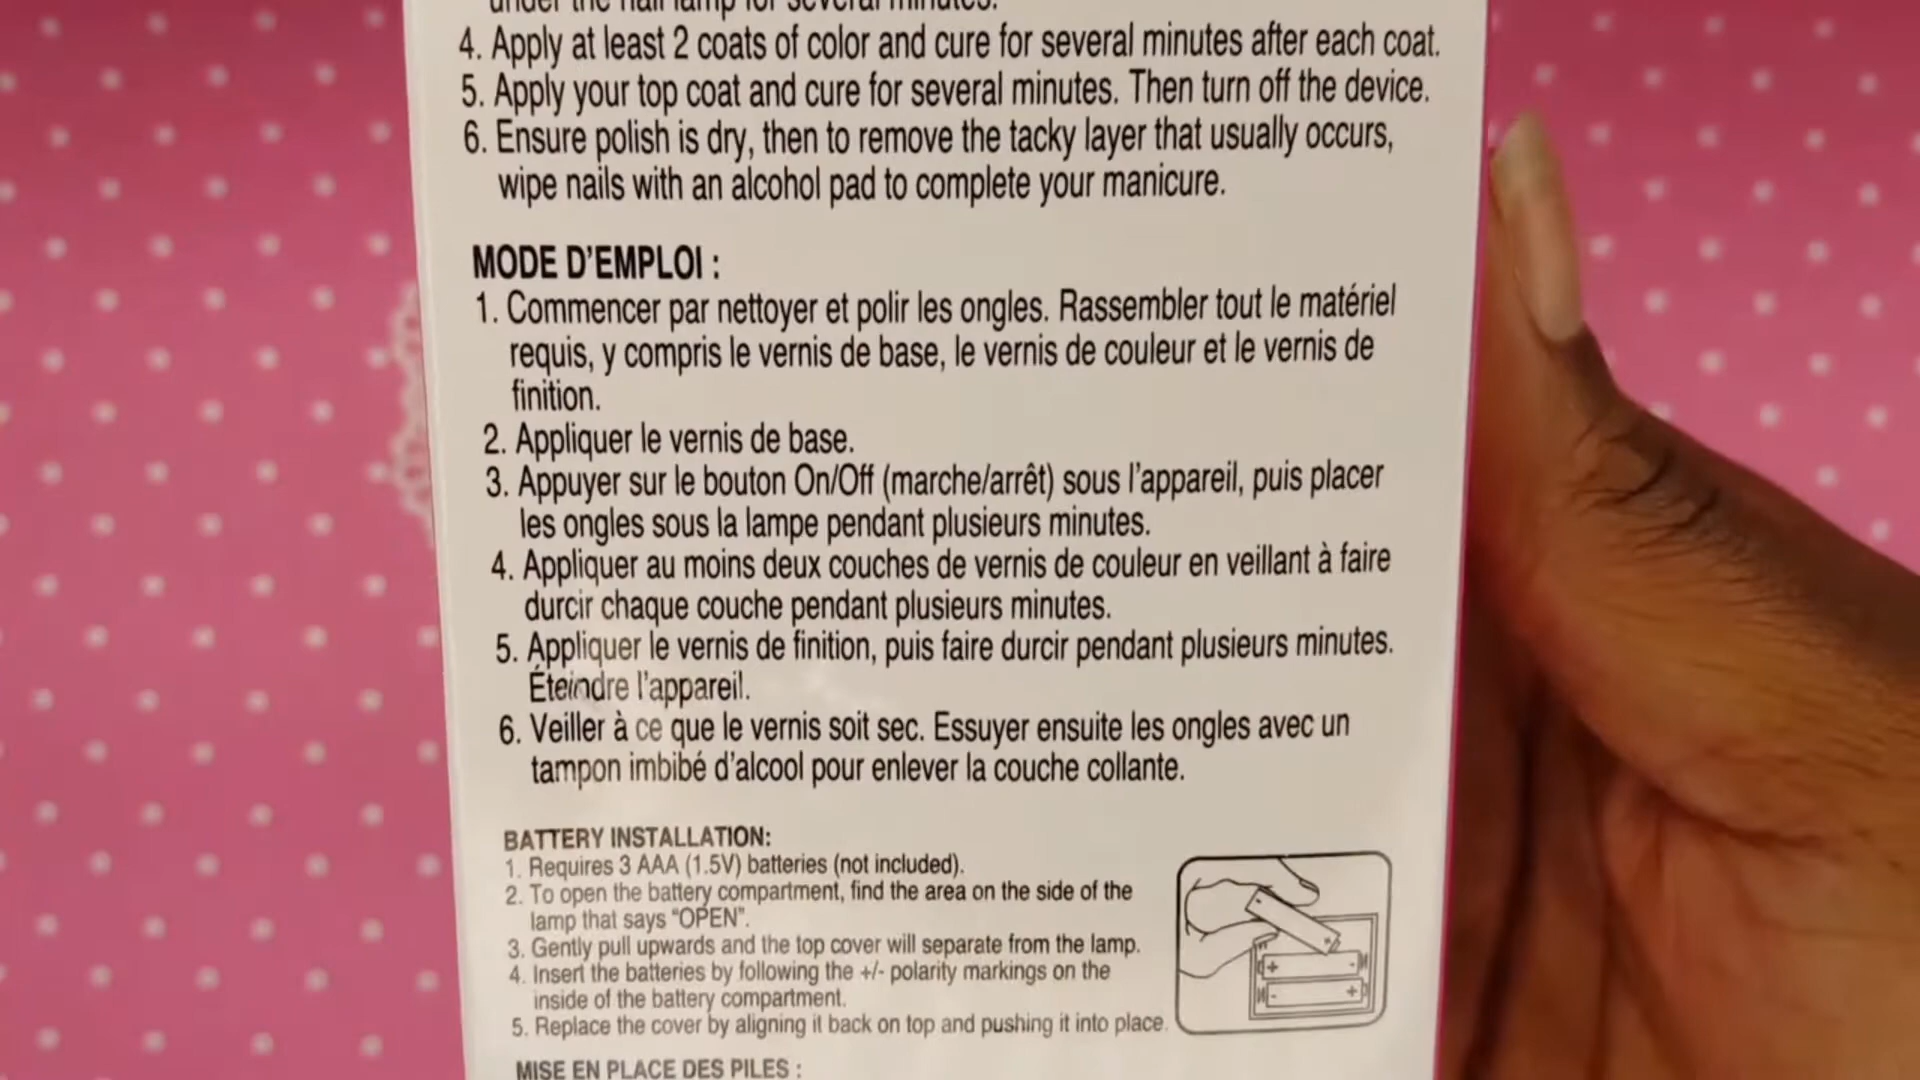 under the nail lamp for several minutes.
4. Apply at least 2 coats of color and cure for several minutes after each coat.
5. Apply your top coat and cure for several minutes. Then turn off the device.
6. Ensure polish is dry, then to remove the tacky layer that usually occurs,
wipe nails with an alcohol pad to complete your manicure.
MODE D'EMPLOI :
1. Commencer par nettoyer et polir les ongles. Rassembler tout le matériel
requis, y compris le vernis de base, le vernis de couleur et le vernis de
finition.
2. Appliquer le vernis de base.
3. Appuyer sur le bouton On/Off (marche/arrêt) sous l'appareil, puis placer
les ongles sous la lampe pendant plusieurs minutes.
4. Appliquer au moins deux couches de vernis de couleur en veillant à faire
durcir chaque couche pendant plusieurs minutes.
5. Appliquer le vernis de finition, puis faire durcir pendant plusieurs minutes.
Éteindre l'appareil.
6. Veiller à ce que le vernis soit sec. Essuyer ensuite les ongles avec un
tampon imbibé d'alcool pour enlever la couche collante.
BATTERY INSTALLATION:
1. Requires 3 AAA (1.5V) batteries (not included).
2. To open the battery compartment, find the area on the side of the
lamp that says "OPEN".
3. Gently pull upwards and the top cover will separate from the lamp.
4. Insert the batteries by following the +/- polarity markings on the
inside of the battery compartment.
5. Replace the cover by aligning it back on top and pushing it into place.
MISE EN PLACE DES PILES :